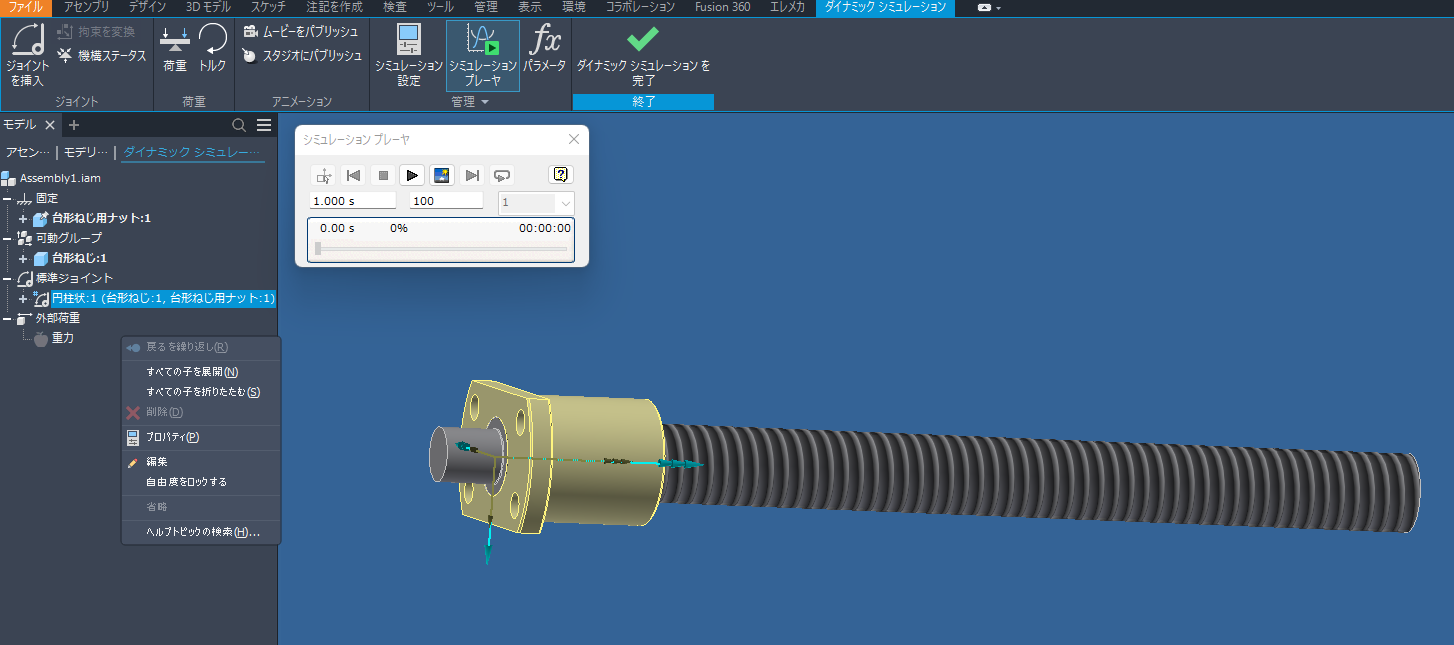 ファイル アセンブリ デザイン 3D モデル スケッチ 注記を作成 検査 ツール 管理 表示 環境 コラボレーション Fusion 360 エレメカ ダイナミック シミュレーション
ジョイント
を挿入
拘束を変換
機構ステータス
ジョイント
荷重 トルク
荷重
ムービーをパブリッシュ
スタジオにパブリッシュ
アニメーション
シミュレーション
設定
シミュレーション
プレーヤ
fx
パラメータ
管理
ダイナミック シミュレーション を
完了
終了
モデル
アセン… モデリ… ダイナミック シミュレー…
Assembly1.iam
固定
台形ねじ用ナット:1
可動グループ
台形ねじ:1
標準ジョイント
円柱状:1 (台形ねじ:1, 台形ねじ用ナット:1)
外部荷重
重力
戻るを繰り返し(R)
すべての子を展開(N)
すべての子を折りたたむ(S)
削除(D)
プロパティ(P)
編集
自由度をロックする
省略
ヘルプトピックの検索(H)...
シミュレーション プレーヤ
1.000 s 100 1
0.00 s 0% 00:00:00